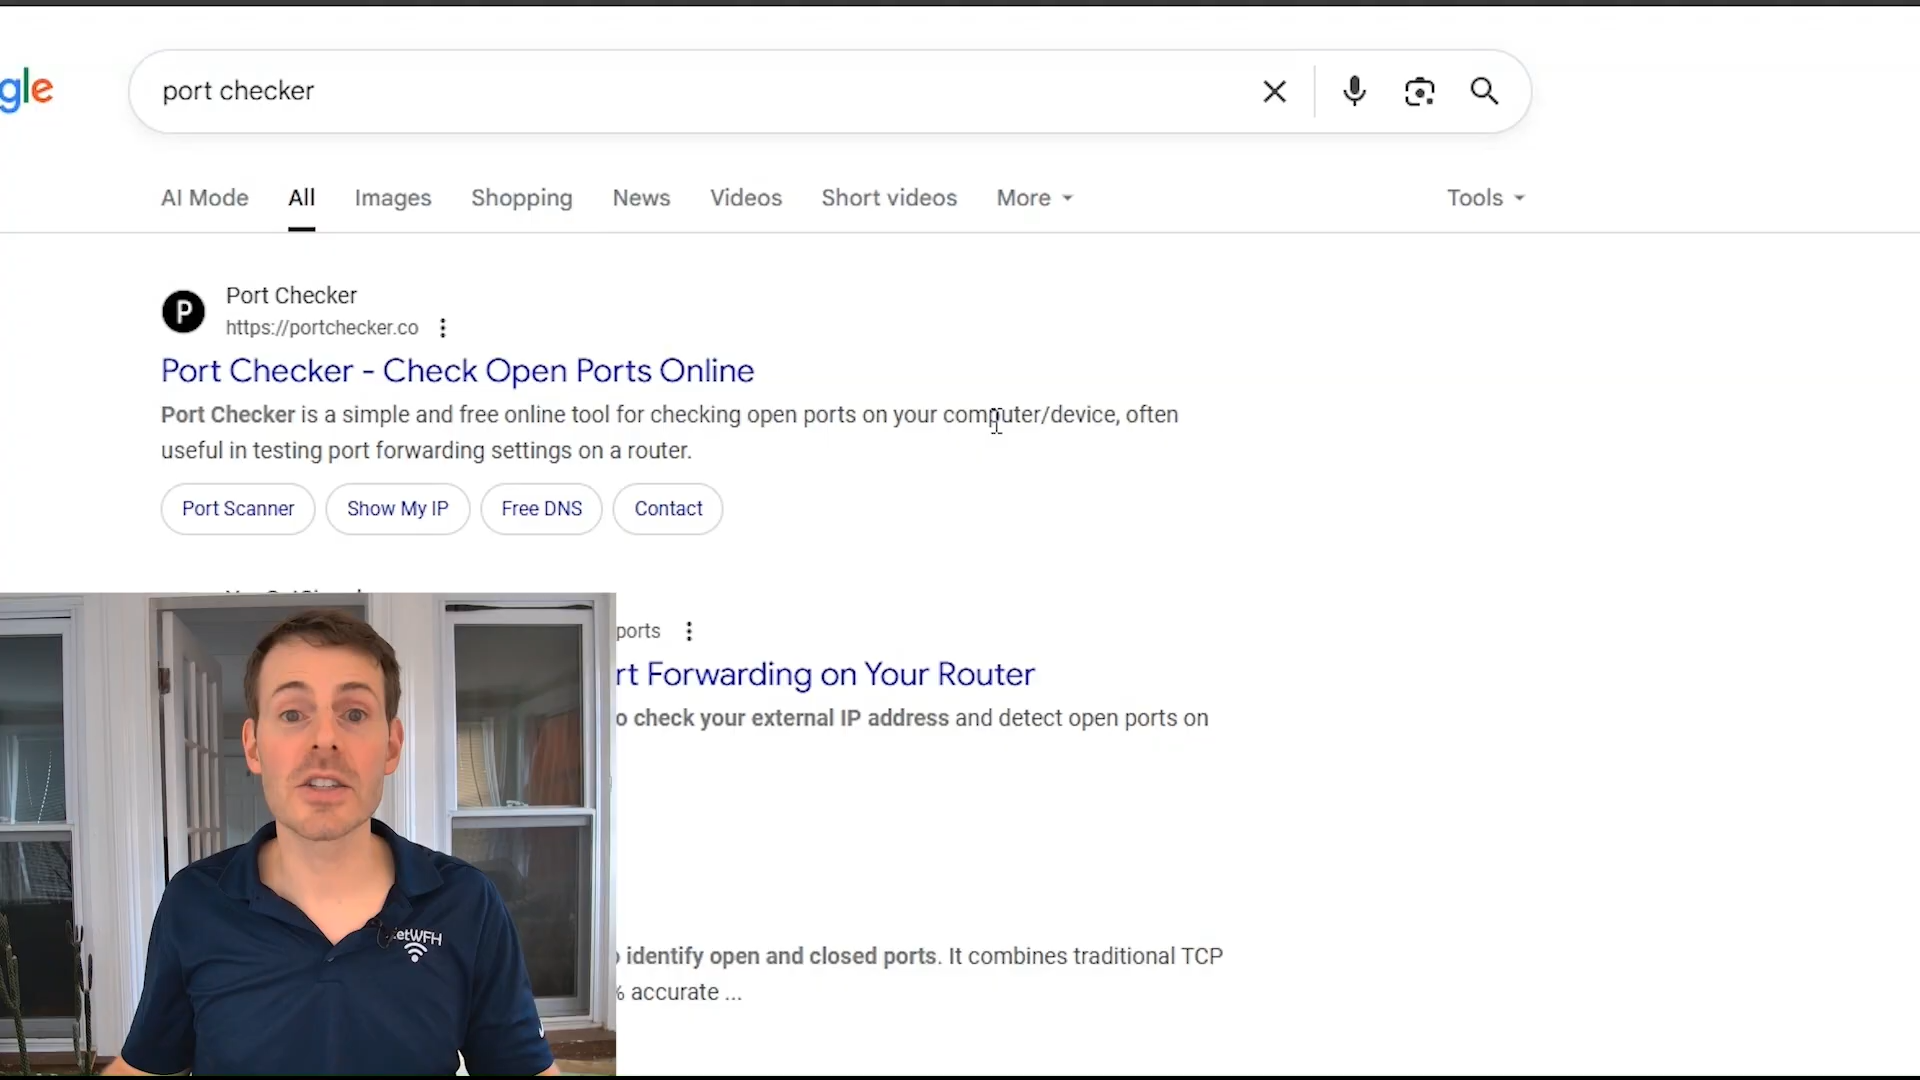 gle
port checker
AI Mode All Images Shopping News Videos Short videos More Tools
P
Port Checker
https://portchecker.co
Port Checker - Check Open Ports Online
Port Checker is a simple and free online tool for checking open ports on your computer/device, often
useful in testing port forwarding settings on a router.
Port Scanner Show My IP Free DNS Contact
ports
rt Forwarding on Your Router
o check your external IP address and detect open ports on
etWFH
identify open and closed ports. It combines traditional TCP
% accurate ...